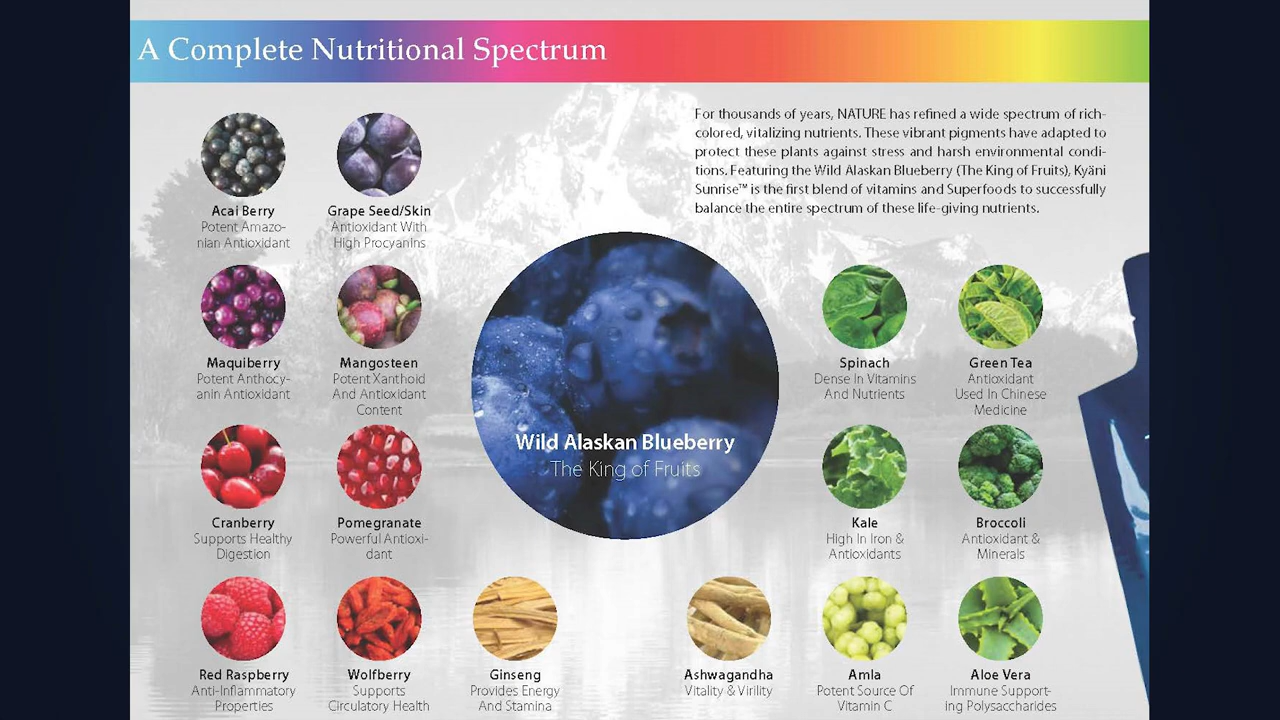 A Complete Nutritional Spectrum
For thousands of years, NATURE has refined a wide spectrum of rich-
colored, vitalizing nutrients. These vibrant pigments have adapted to
protect these plants against stress and harsh environmental condi-
tions. Featuring the Wild Alaskan Blueberry (The King of Fruits), Kyäni
Sunrise™ is the first blend of vitamins and Superfoods to successfully
balance the entire spectrum of these life-giving nutrients.
Acai Berry
Potent Amazo-
nian Antioxidant
Grape Seed/Skin
Antioxidant With
High Procyanins
Maquiberry
Potent Anthocy-
anin Antioxidant
Mangosteen
Potent Xanthoid
And Antioxidant
Content
Wild Alaskan Blueberry
The King of Fruits
Spinach
Dense In Vitamins
And Nutrients
Green Tea
Antioxidant
Used In Chinese
Medicine
Cranberry
Supports Healthy
Digestion
Pomegranate
Powerful Antioxi-
dant
Kale
High In Iron &
Antioxidants
Broccoli
Antioxidant &
Minerals
Red Raspberry
Anti-Inflammatory
Properties
Wolfberry
Supports
Circulatory Health
Ginseng
Provides Energy
And Stamina
Ashwagandha
Vitality & Virility
Amla
Potent Source Of
Vitamin C
Aloe Vera
Immune Support-
ing Polysaccharides